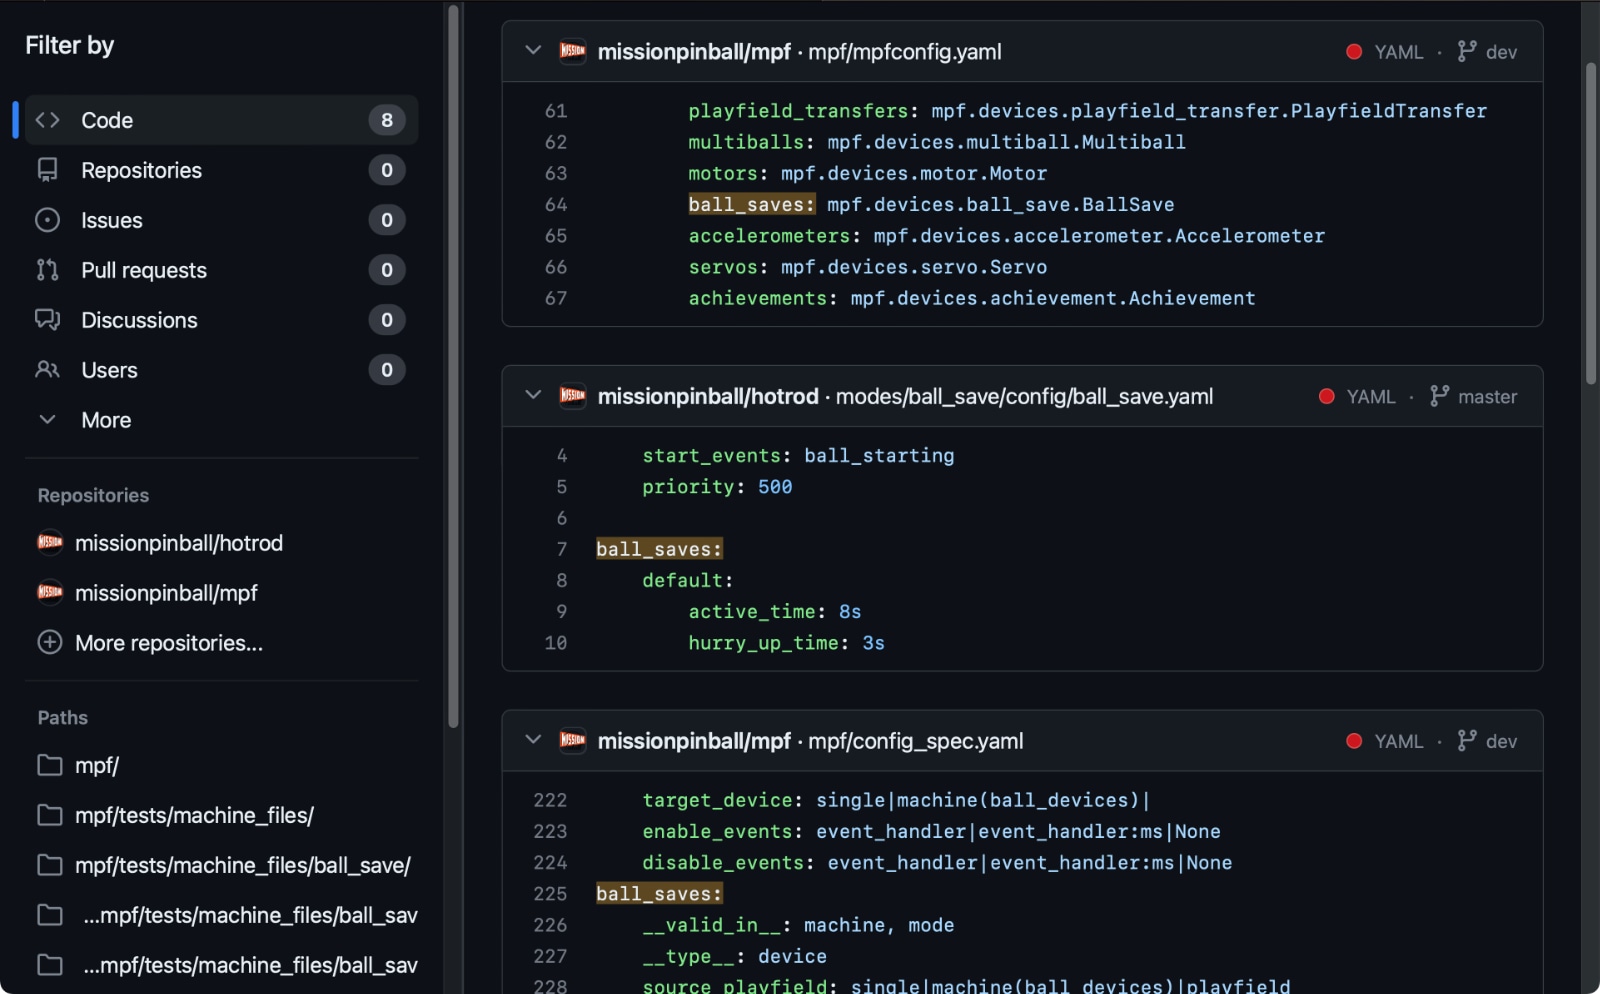 Filter by
Code 8
Repositories 0
Issues 0
Pull requests 0
Discussions 0
Users 0
More
Repositories
missionpinball/hotrod
missionpinball/mpf
More repositories...
Paths
mpf/
mpf/tests/machine_files/
mpf/tests/machine_files/ball_save/
...mpf/tests/machine_files/ball_sav
...mpf/tests/machine_files/ball_sav
MISSION missionpinball/mpf · mpf/mpfconfig.yaml YAML · dev
61 playfield_transfers: mpf.devices.playfield_transfer.PlayfieldTransfer
62 multiballs: mpf.devices.multiball.Multiball
63 motors: mpf.devices.motor.Motor
64 ball_saves: mpf.devices.ball_save.BallSave
65 accelerometers: mpf.devices.accelerometer.Accelerometer
66 servos: mpf.devices.servo.Servo
67 achievements: mpf.devices.achievement.Achievement
MISSION missionpinball/hotrod · modes/ball_save/config/ball_save.yaml YAML · master
4 start_events: ball_starting
5 priority: 500
6
7 ball_saves:
8 default:
9 active_time: 8s
10 hurry_up_time: 3s
MISSION missionpinball/mpf · mpf/config_spec.yaml YAML · dev
222 target_device: single|machine(ball_devices)|
223 enable_events: event_handler|event_handler:ms|None
224 disable_events: event_handler|event_handler:ms|None
225 ball_saves:
226 __valid_in__: machine, mode
227 __type__: device
228 source_playfield: single|machine(ball_devices)|playfield